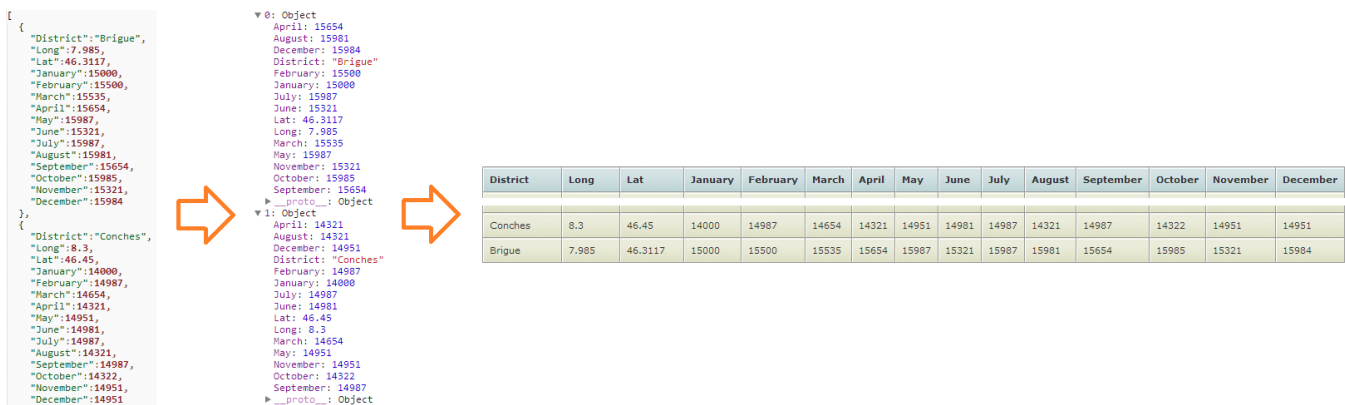 [
{
"District":"Brigue",
"Long":7.985,
"Lat":46.3117,
"January":15000,
"February":15500,
"March":15535,
"April":15654,
"May":15987,
"June":15321,
"July":15987,
"August":15981,
"September":15654,
"October":15985,
"November":15321,
"December":15984
},
{
"District":"Conches",
"Long":8.3,
"Lat":46.45,
"January":14000,
"February":14987,
"March":14654,
"April":14321,
"May":14951,
"June":14981,
"July":14987,
"August":14321,
"September":14987,
"October":14322,
"November":14951,
"December":14951
▼ 0: Object
April: 15654
August: 15981
December: 15984
District: "Brigue"
February: 15500
January: 15000
July: 15987
June: 15321
Lat: 46.3117
Long: 7.985
March: 15535
May: 15987
November: 15321
October: 15985
September: 15654
▶ __proto__: Object
▼ 1: Object
April: 14321
August: 14321
December: 14951
District: "Conches"
February: 14987
January: 14000
July: 14987
June: 14981
Lat: 46.45
Long: 8.3
March: 14654
May: 14951
November: 14951
October: 14322
September: 14987
▶ __proto__: Object
District Long Lat January February March April May June July August September October November December
Conches 8.3 46.45 14000 14987 14654 14321 14951 14981 14987 14321 14987 14322 14951 14951
Brigue 7.985 46.3117 15000 15500 15535 15654 15987 15321 15987 15981 15654 15985 15321 15984